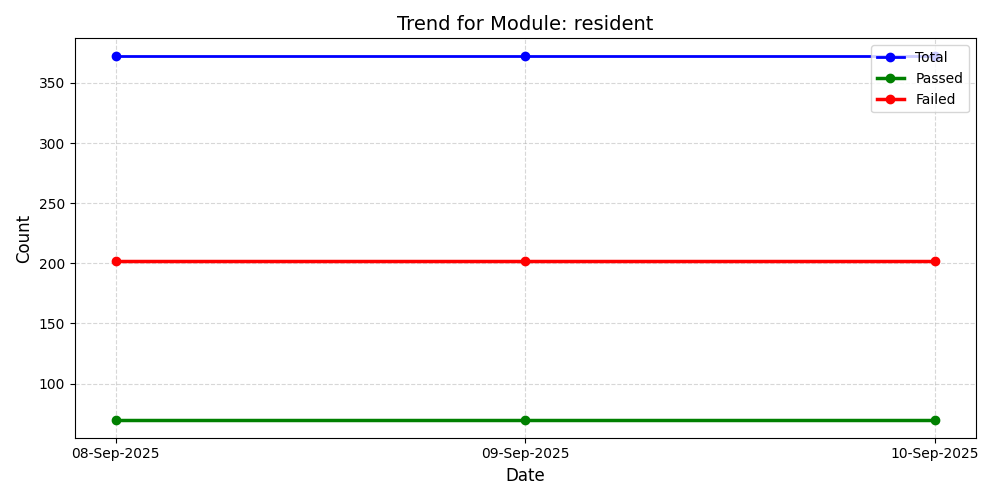 Trend for Module: resident
Total
Passed
Failed
Count
350
300
250
200
150
100
08-Sep-2025
09-Sep-2025
10-Sep-2025
Date